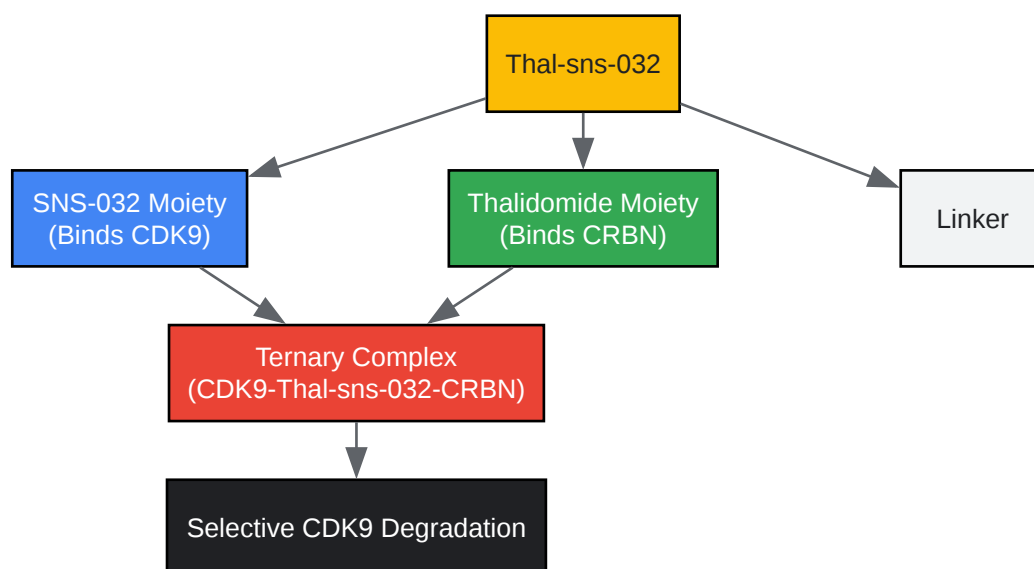 Thal-sns-032
SNS-032 Moiety
(Binds CDK9)
Thalidomide Moiety
(Binds CRBN)
Linker
Ternary Complex
(CDK9-Thal-sns-032-CRBN)
Selective CDK9 Degradation